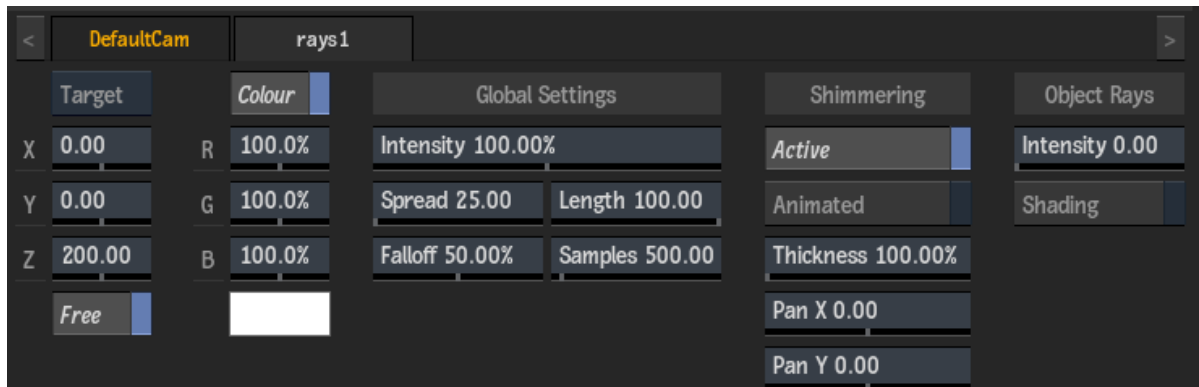 < DefaultCam rays1 >
Target Colour Global Settings Shimmering Object Rays
X 0.00 R 100.0% Intensity 100.00% Active Intensity 0.00
Y 0.00 G 100.0% Spread 25.00 Length 100.00 Animated Shading
Z 200.00 B 100.0% Falloff 50.00% Samples 500.00 Thickness 100.00%
Free Pan X 0.00
Pan Y 0.00